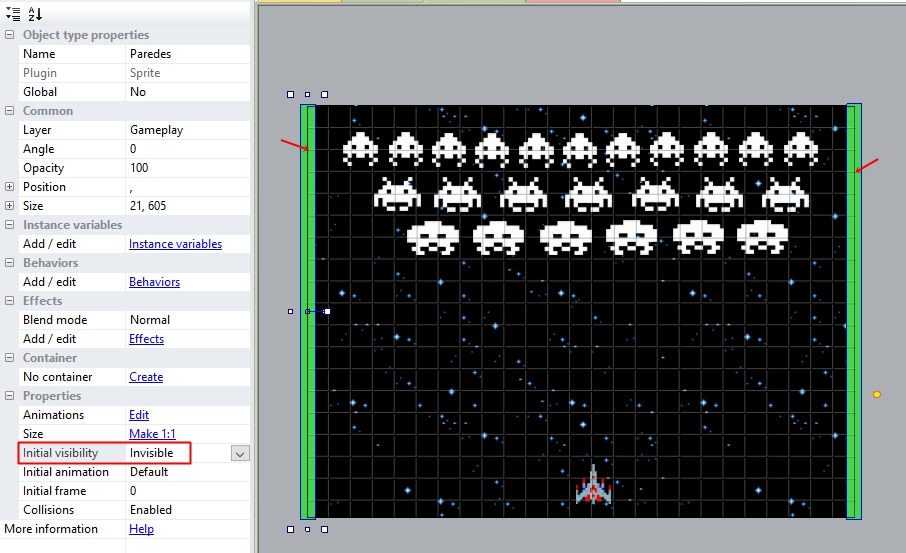 Object type properties
Name Paredes
Plugin Sprite
Global No
Common
Layer Gameplay
Angle 0
Opacity 100
Position ,
Size 21, 605
Instance variables
Add / edit Instance variables
Behaviors
Add / edit Behaviors
Effects
Blend mode Normal
Add / edit Effects
Container
No container Create
Properties
Animations Edit
Size Make 1:1
Initial visibility Invisible
Initial animation Default
Initial frame 0
Collisions Enabled
More information Help